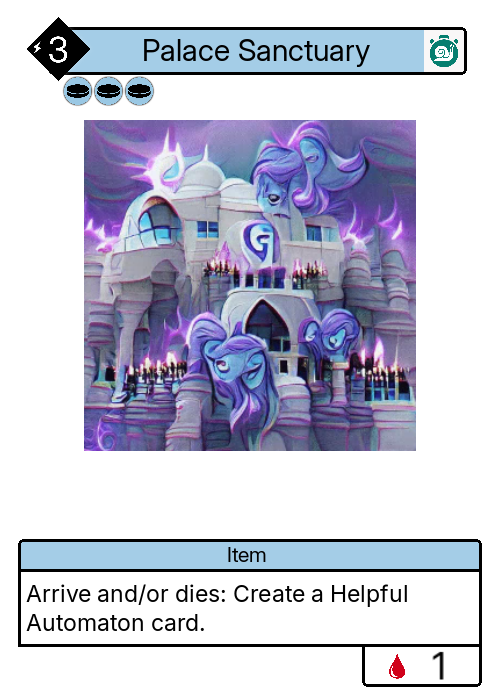 3 Palace Sanctuary
G
Item
Arrive and/or dies: Create a Helpful
Automaton card.
1